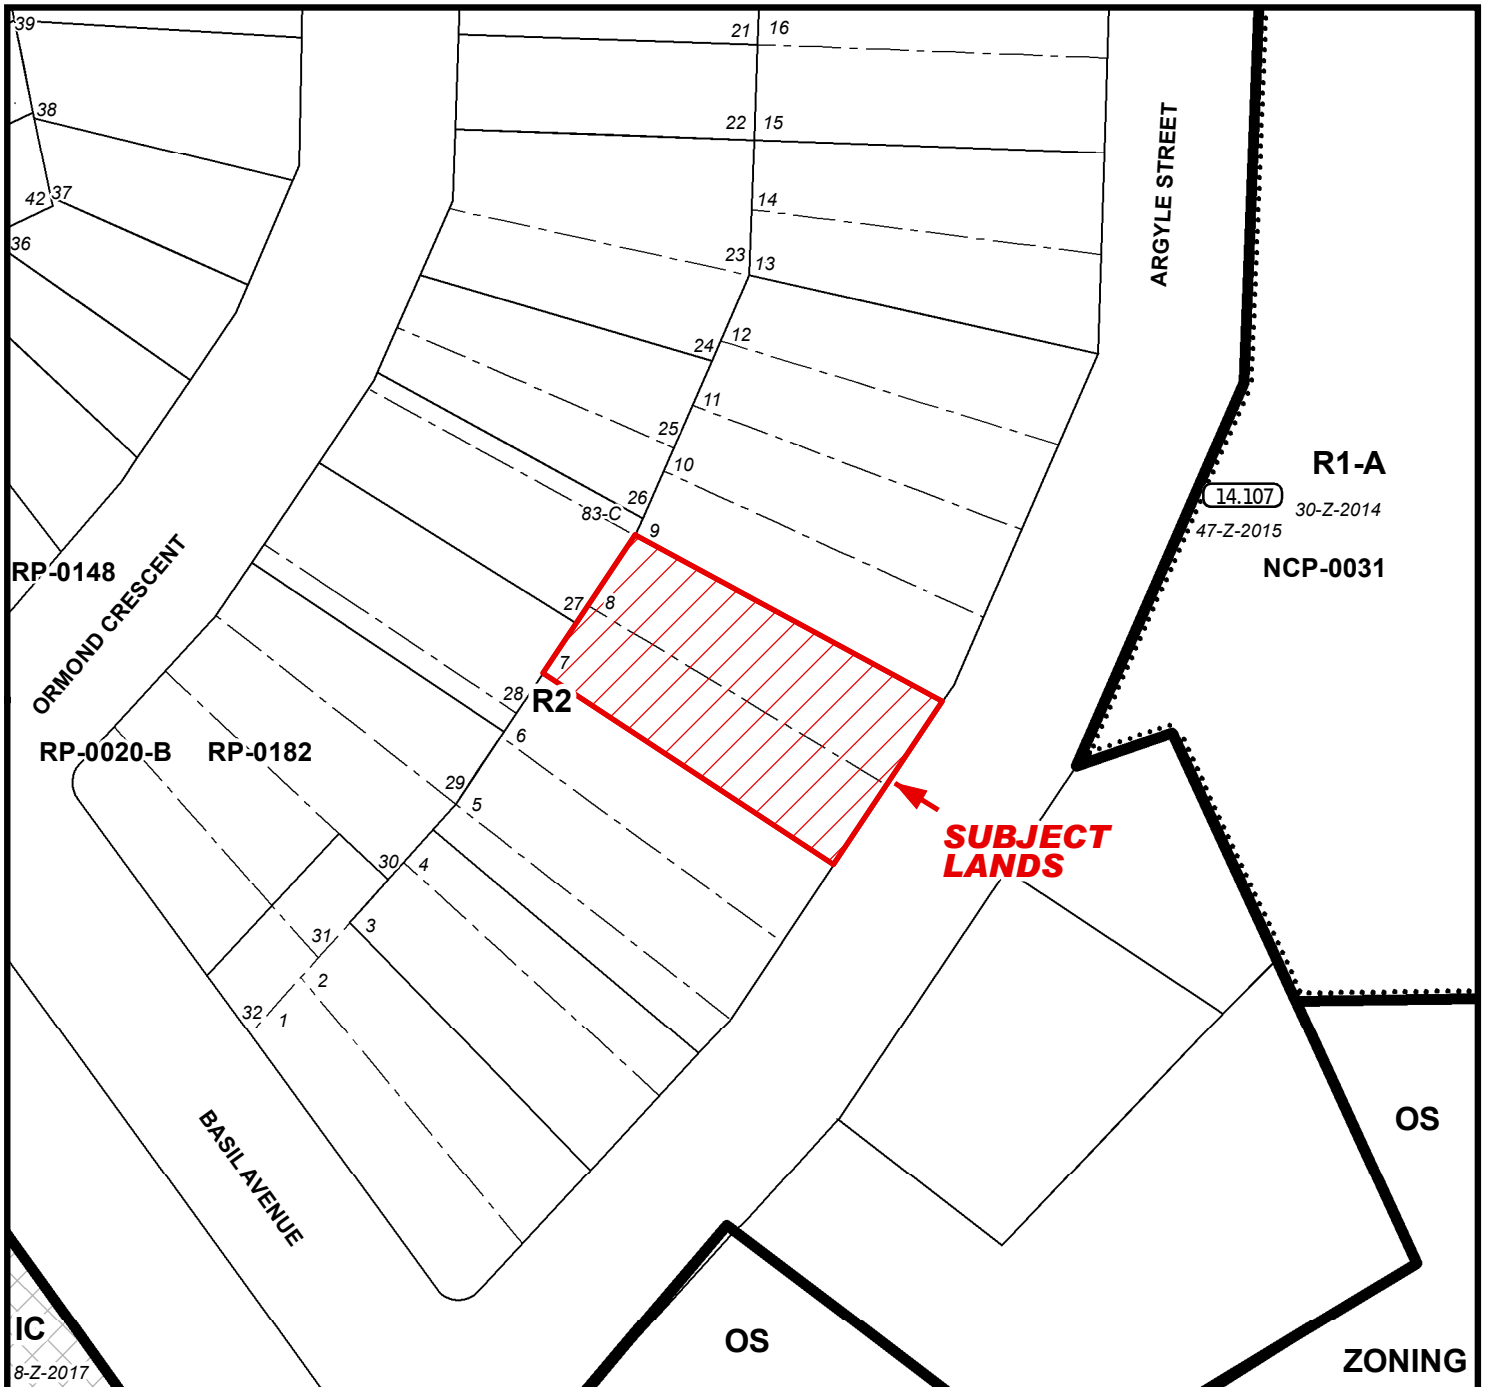 39
21 16
38
22 15
ARGYLE STREET
42 37
14
36
23 13
12
24
11
25
10
R1-A
14.107
30-Z-2014
47-Z-2015
NCP-0031
26
83-C
9
RP-0148
ORMOND CRESCENT
27 8
7
28
R2
6
RP-0020-B
RP-0182
29
5
SUBJECT
LANDS
30 4
3
31
2
32
1
BASIL AVENUE
OS
IC
8-Z-2017
OS
ZONING